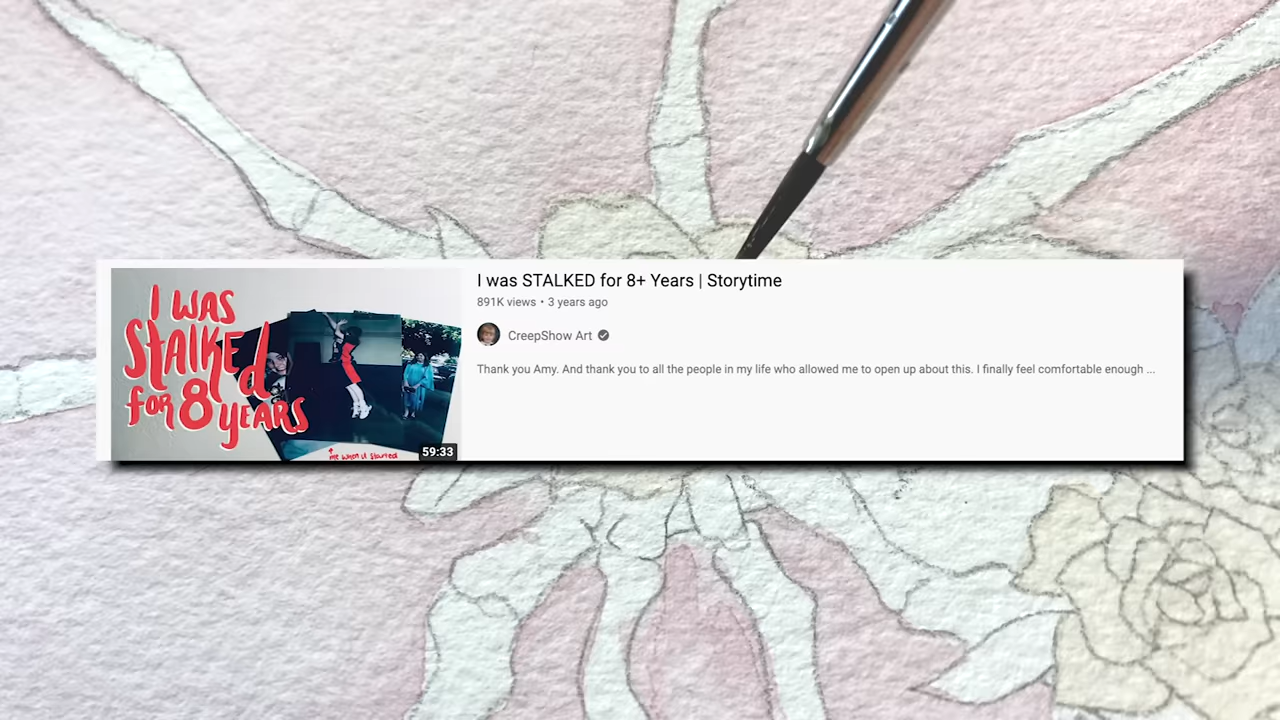 I WAS
STALKEd
for 8
yEARS
me when it started
59:33
I was STALKED for 8+ Years | Storytime
891K views • 3 years ago
CreepShow Art
Thank you Amy. And thank you to all the people in my life who allowed me to open up about this. I finally feel comfortable enough ...